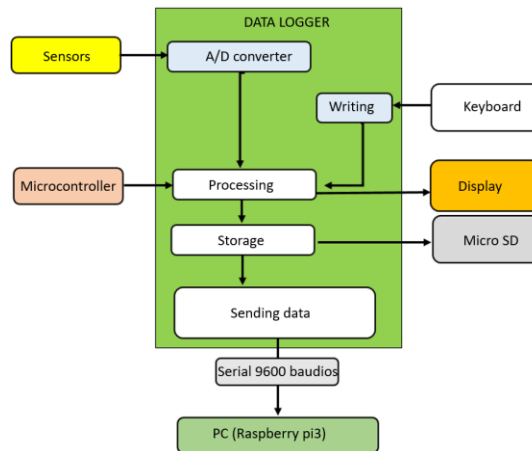 DATA LOGGER
Sensors
A/D converter
Writing
Keyboard
Microcontroller
Processing
Display
Storage
Micro SD
Sending data
Serial 9600 baudios
PC (Raspberry pi3)